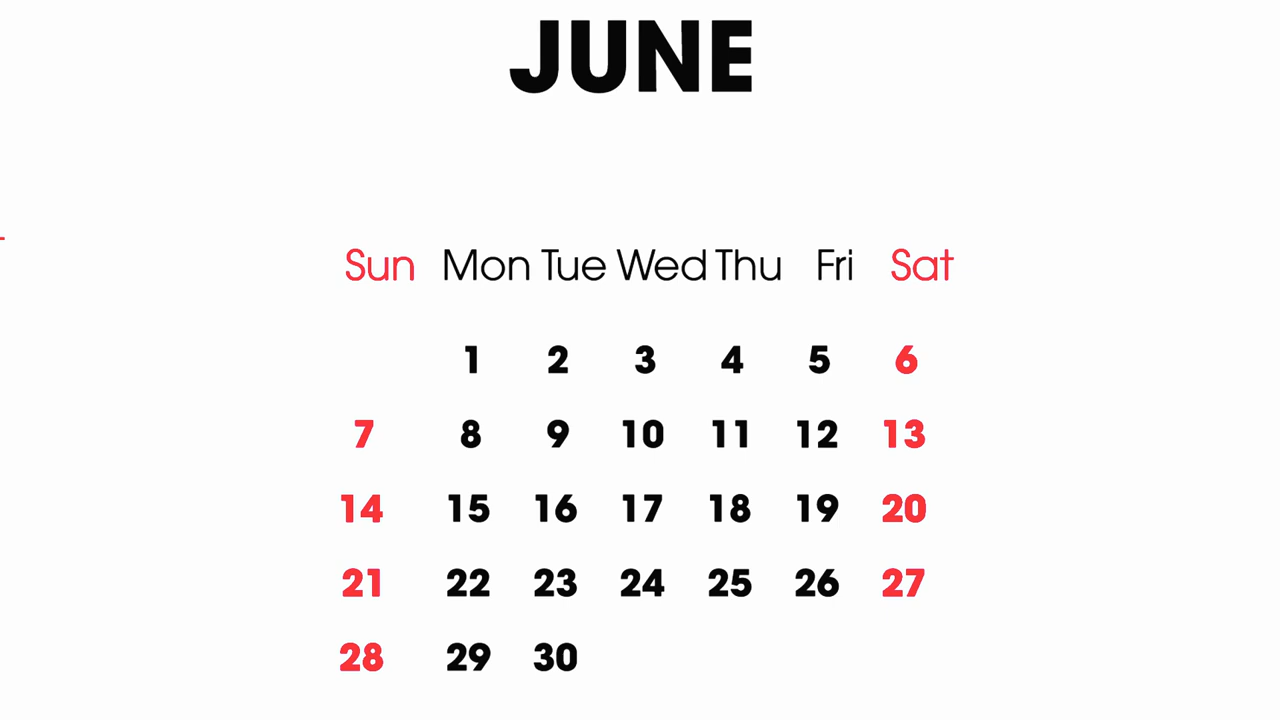 JUNE
Sun Mon Tue Wed Thu Fri Sat
1 2 3 4 5 6
7 8 9 10 11 12 13
14 15 16 17 18 19 20
21 22 23 24 25 26 27
28 29 30